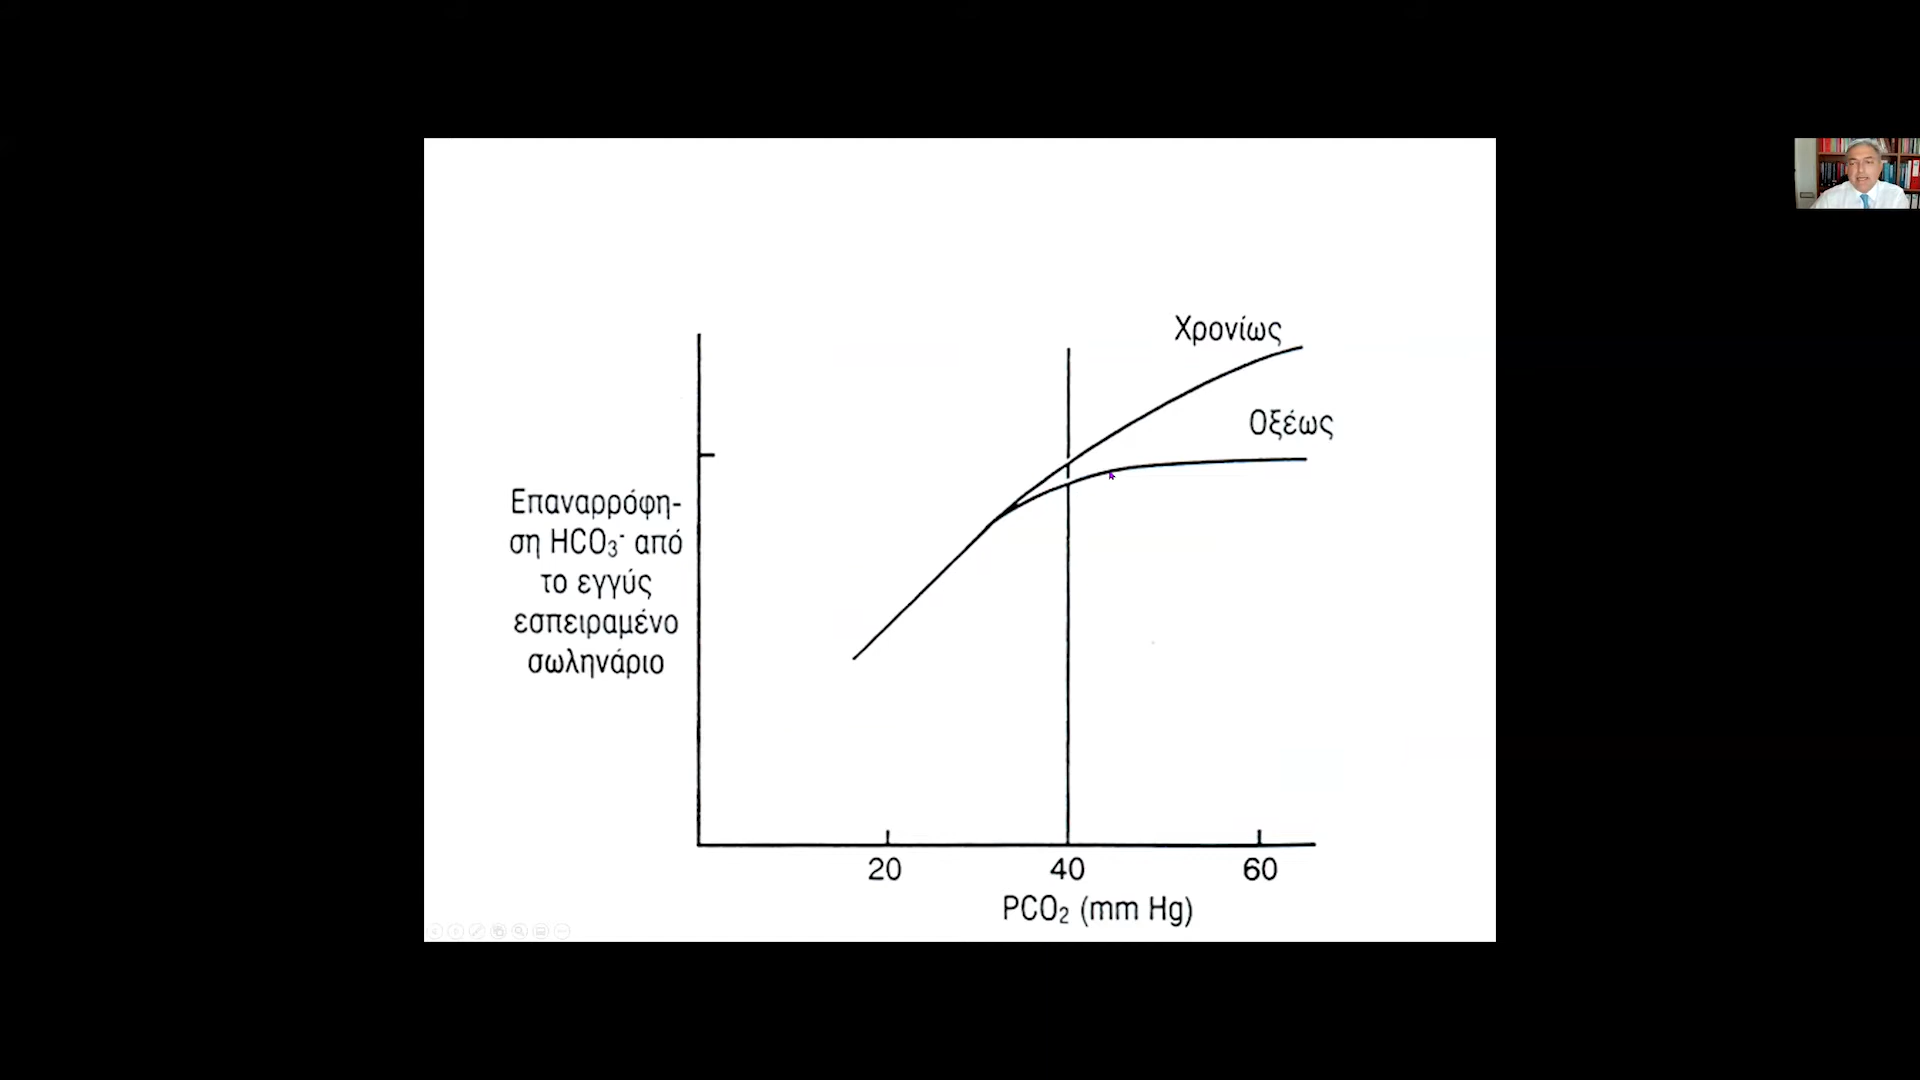 Χρονίως
Οξέως
Επαναρρόφη-
ση HCO₃⁻ από
το εγγύς
εσπειραμένο
σωληνάριο
20 40 60
PCO₂ (mm Hg)